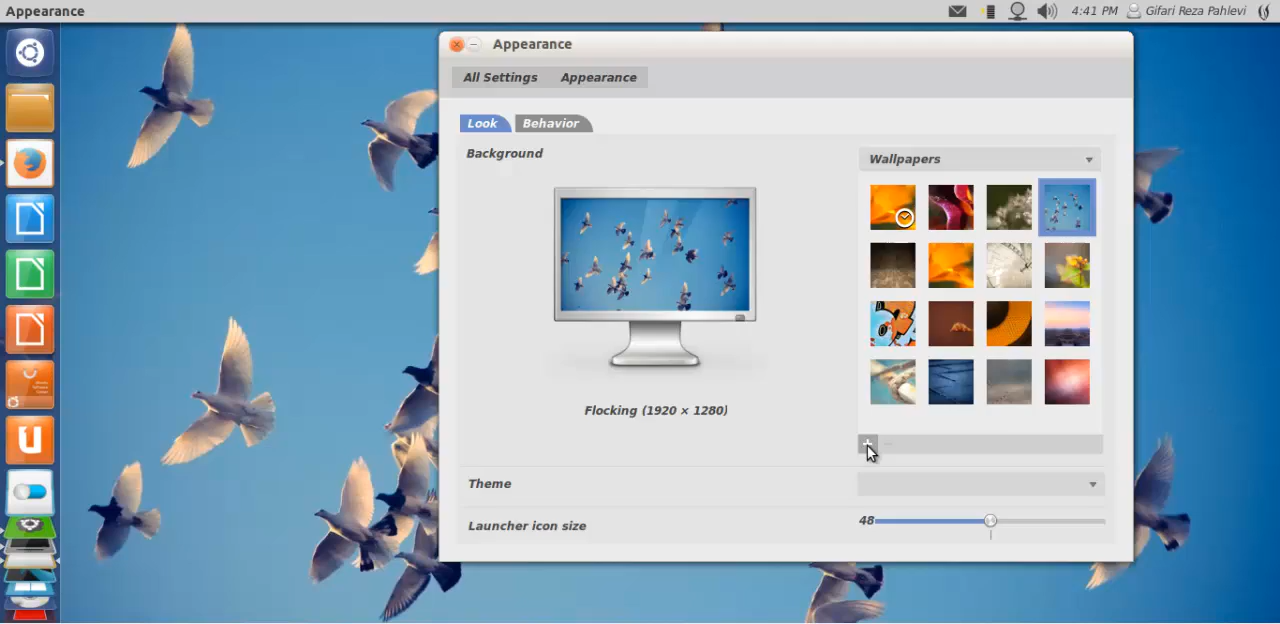 Appearance
4:41 PM Gifari Reza Pahlevi
Appearance
All Settings Appearance
Look Behavior
Background
Wallpapers
Flocking (1920 × 1280)
Theme
Launcher icon size
48